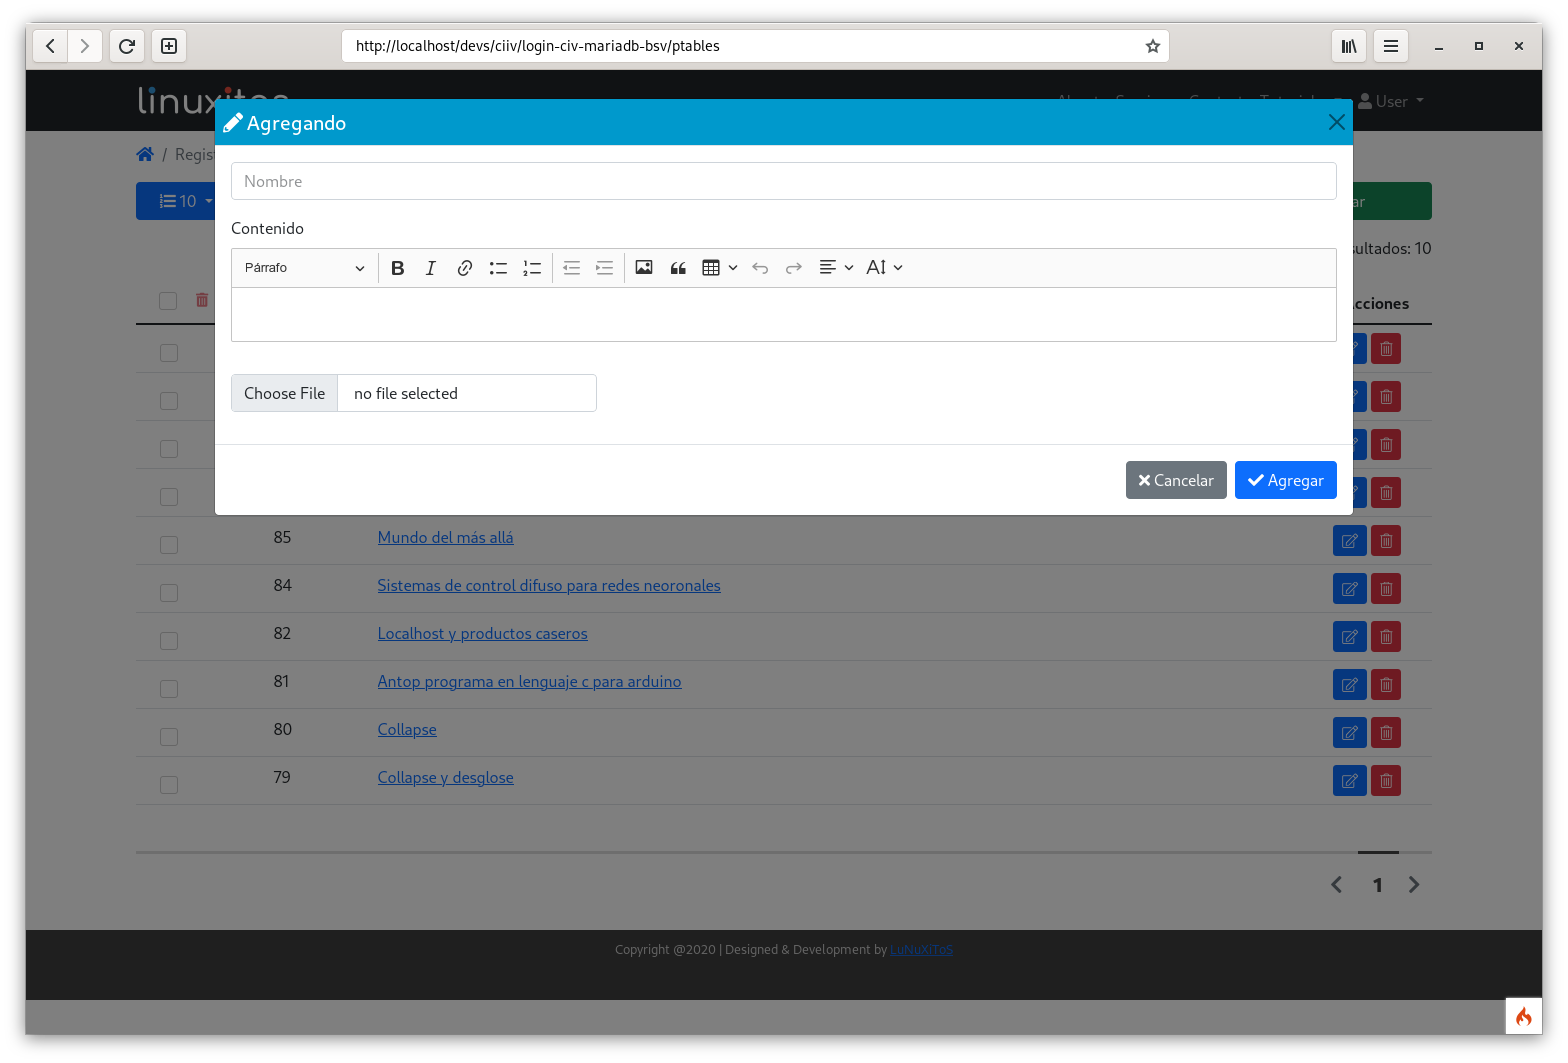 http://localhost/devs/ciiv/login-civ-mariadb-bsv/ptables
User
Agregando
/ Regis
10
Nombre
Contenido
Párrafo
Choose File no file selected
Cancelar Agregar
ar
sultados: 10
cciones
85 Mundo del más allá
84 Sistemas de control difuso para redes neoronales
82 Localhost y productos caseros
81 Antop programa en lenguaje c para arduino
80 Collapse
79 Collapse y desglose
1
Copyright @2020 | Designed & Development by LuNuXiToS